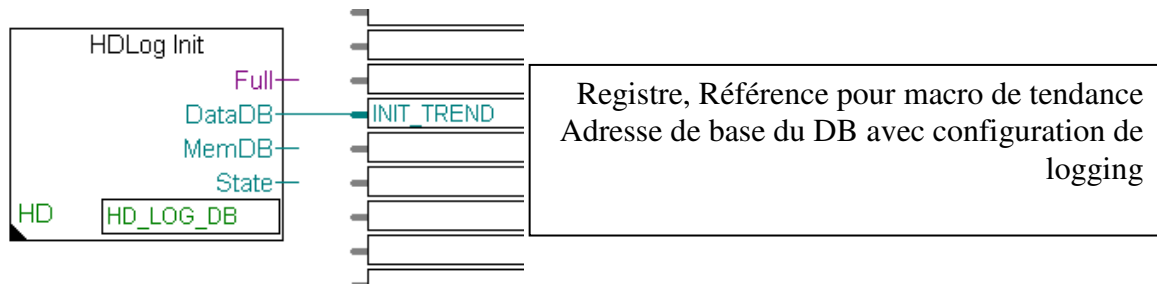 HDLog Init
Full
DataDB
INIT_TREND
MemDB
State
HD
HD_LOG_DB
Registre, Référence pour macro de tendance
Adresse de base du DB avec configuration de
logging